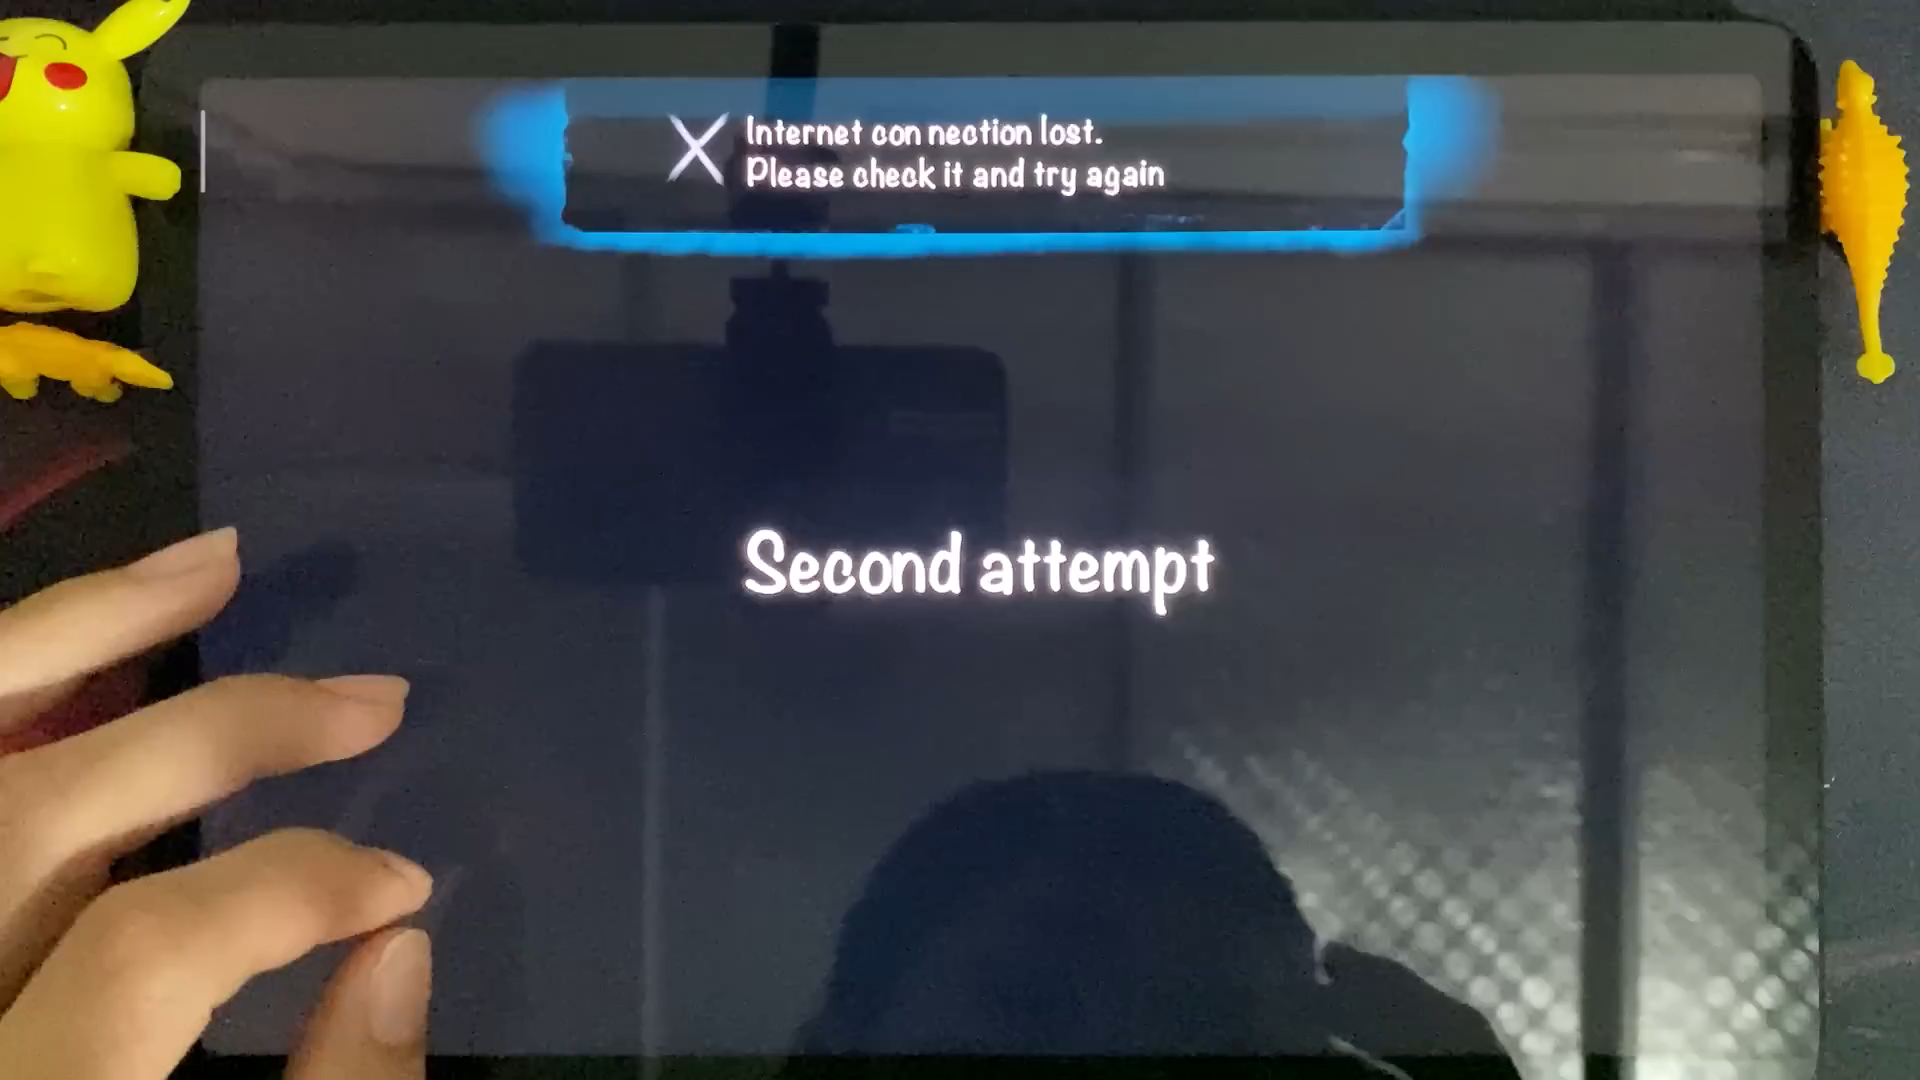 Internet con nection lost.
Please check it and try again
Second attempt